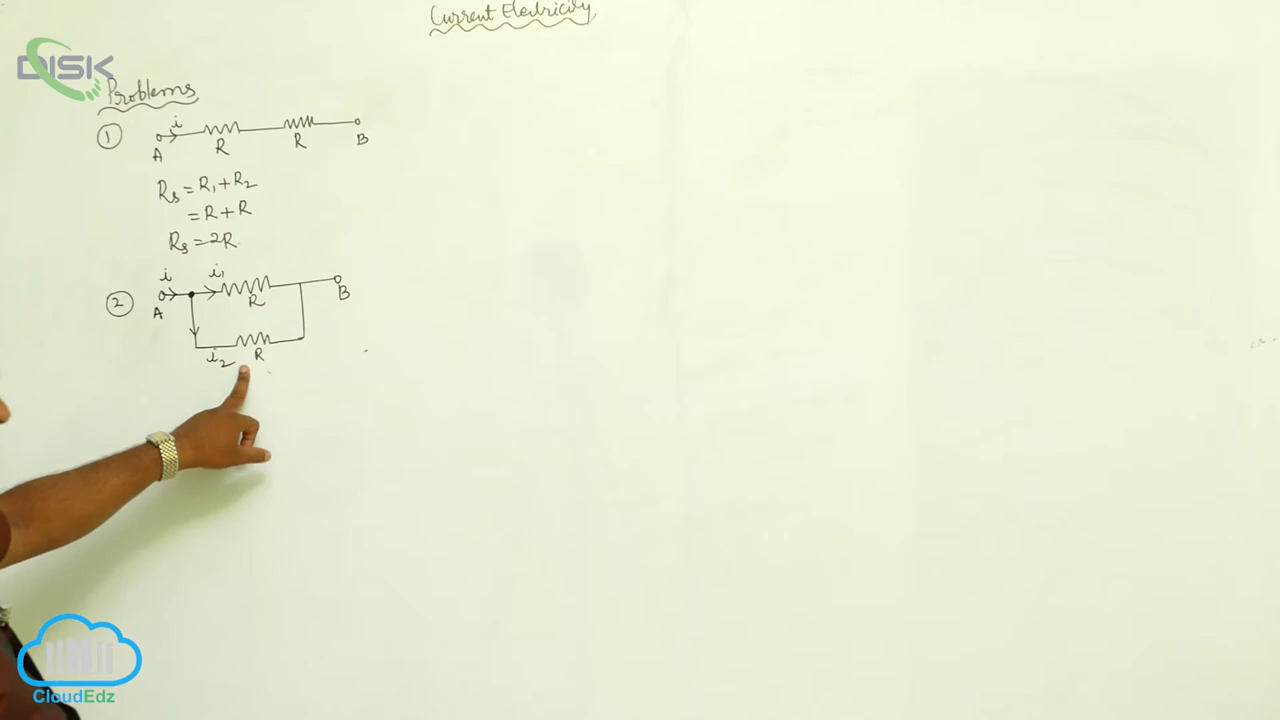 Current Electricity
DISK
Problems
① i
A R R B
Rs = R₁ + R₂
= R + R
Rs = 2R
i i₁
② A R B
i₂ R
CloudEdz